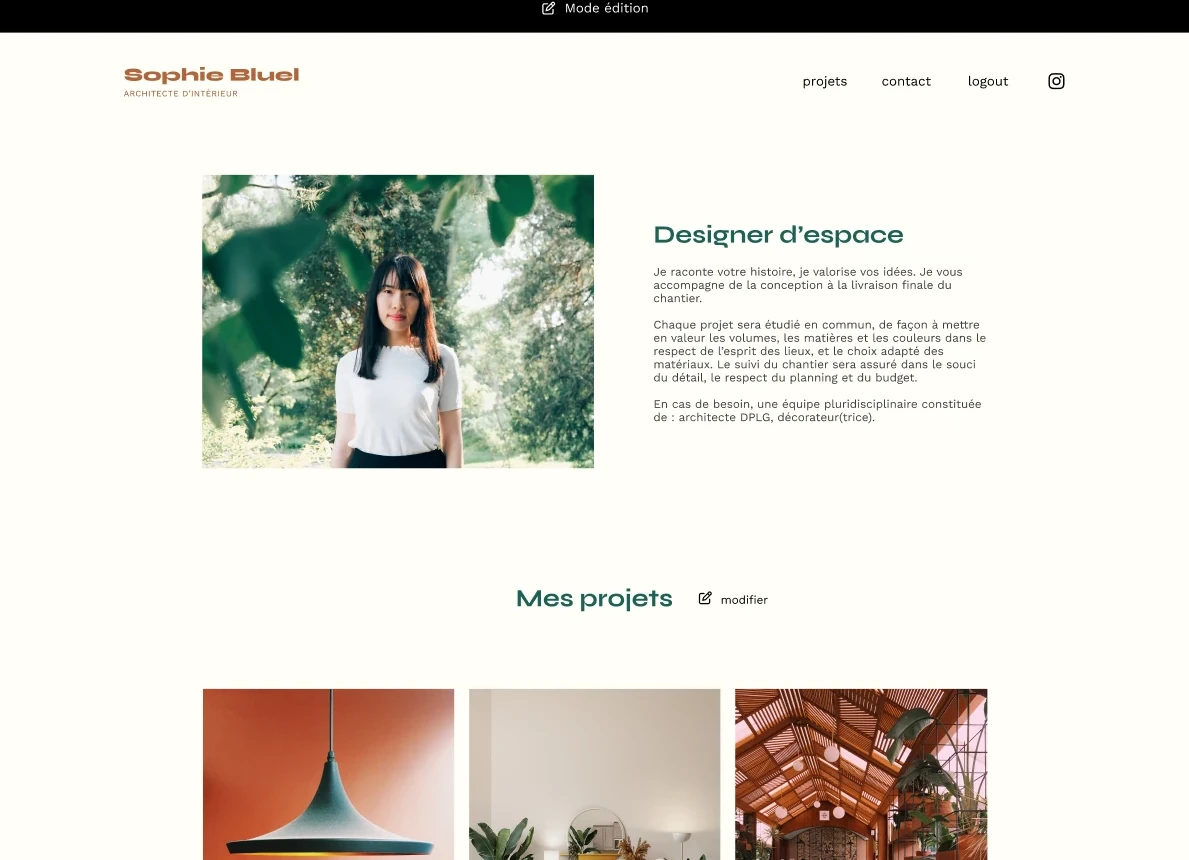 Mode édition
Sophie Bluel
ARCHITECTE D'INTÉRIEUR
projets
contact
logout
Designer d’espace
Je raconte votre histoire, je valorise vos idées. Je vous
accompagne de la conception à la livraison finale du
chantier.
Chaque projet sera étudié en commun, de façon à mettre
en valeur les volumes, les matières et les couleurs dans le
respect de l’esprit des lieux, et le choix adapté des
matériaux. Le suivi du chantier sera assuré dans le souci
du détail, le respect du planning et du budget.
En cas de besoin, une équipe pluridisciplinaire constituée
de : architecte DPLG, décorateur(trice).
Mes projets
modifier